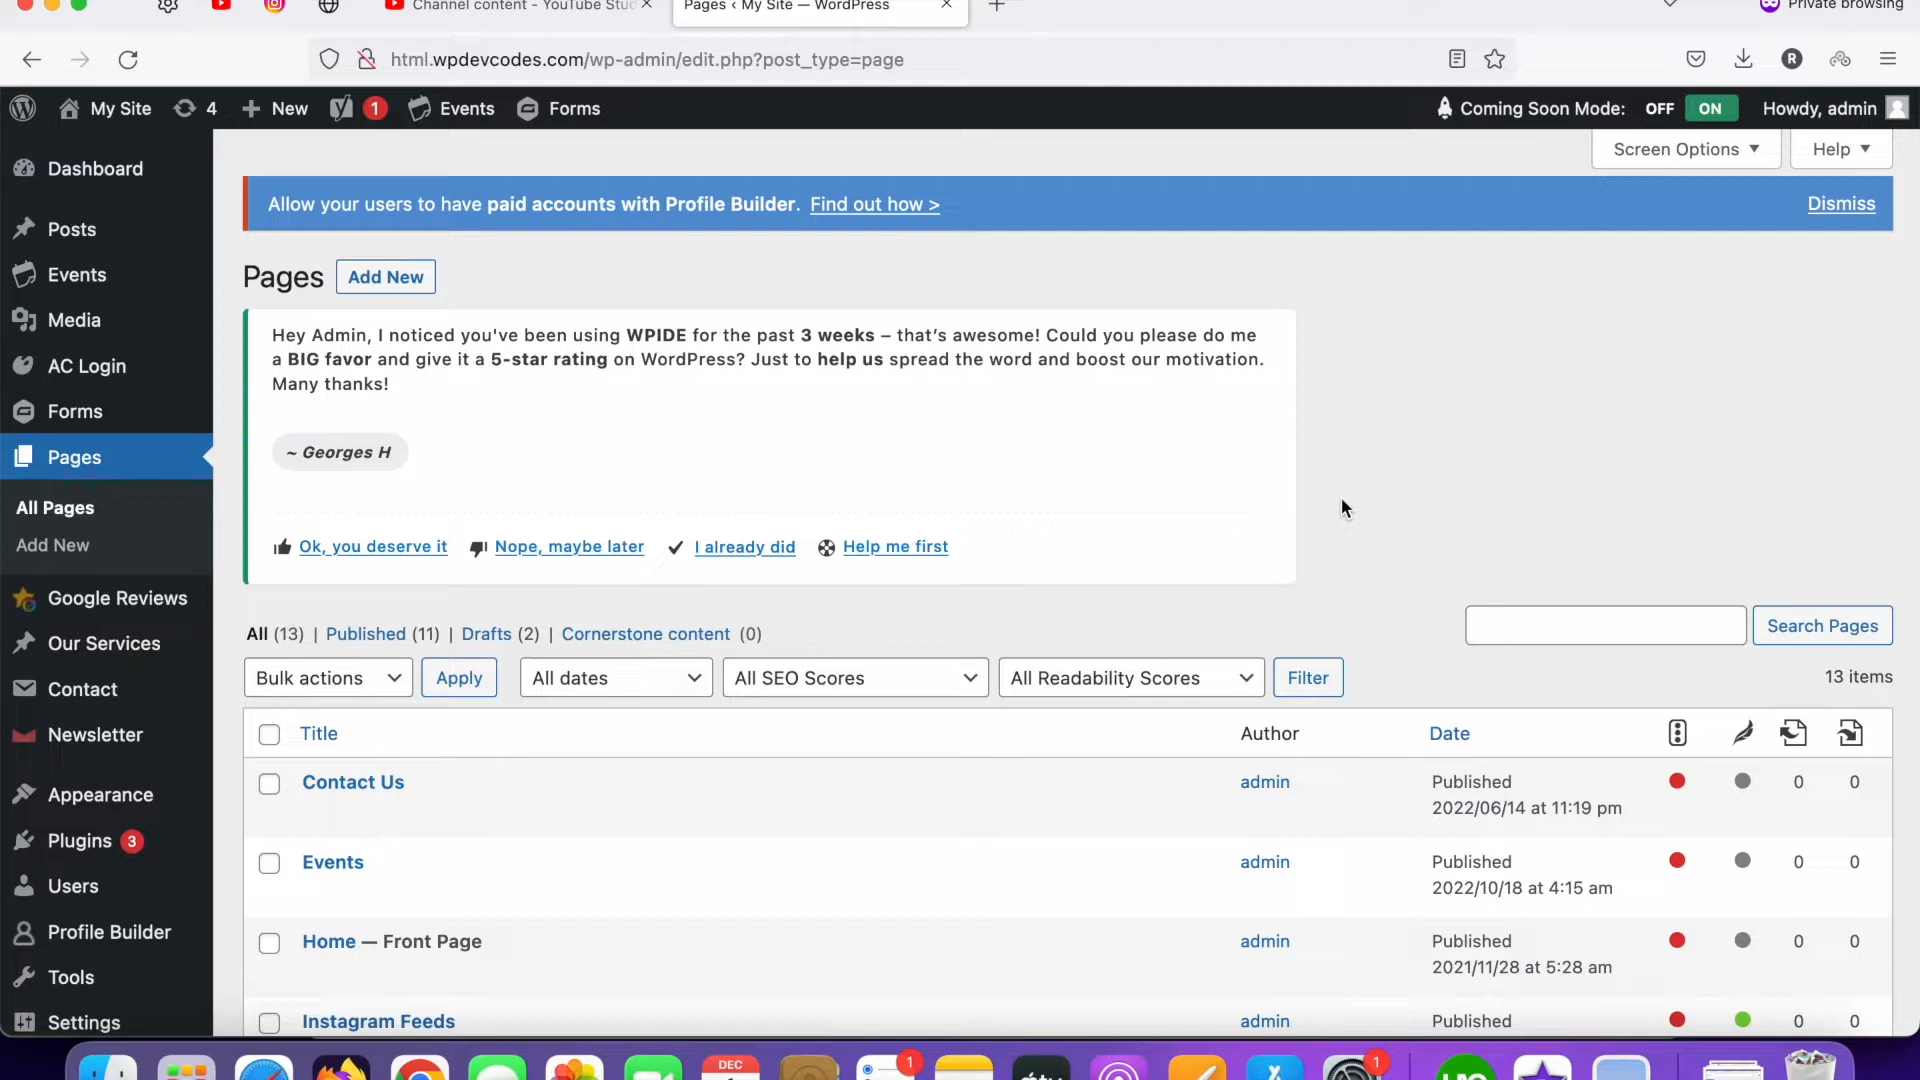 Channel content - YouTube Stud
Pages ‹ My Site — WordPress
Private browsing
html.wpdevcodes.com/wp-admin/edit.php?post_type=page
R
My Site
4
New
1
Events
Forms
Coming Soon Mode:
OFF
ON
Howdy, admin
Dashboard
Posts
Events
Media
AC Login
Forms
Pages
All Pages
Add New
Google Reviews
Our Services
Contact
Newsletter
Appearance
Plugins 3
Users
Profile Builder
Tools
Settings
Screen Options
Help
Allow your users to have paid accounts with Profile Builder. Find out how >
Dismiss
Pages
Add New
Hey Admin, I noticed you've been using WPIDE for the past 3 weeks – that's awesome! Could you please do me
a BIG favor and give it a 5-star rating on WordPress? Just to help us spread the word and boost our motivation.
Many thanks!
~ Georges H
Ok, you deserve it
Nope, maybe later
I already did
Help me first
All (13) | Published (11) | Drafts (2) | Cornerstone content (0)
Search Pages
Bulk actions
Apply
All dates
All SEO Scores
All Readability Scores
Filter
13 items
Title
Author
Date
Contact Us
admin
Published
2022/06/14 at 11:19 pm
0
0
Events
admin
Published
2022/10/18 at 4:15 am
0
0
Home — Front Page
admin
Published
2021/11/28 at 5:28 am
0
0
Instagram Feeds
admin
Published
0
0
DEC
1
1